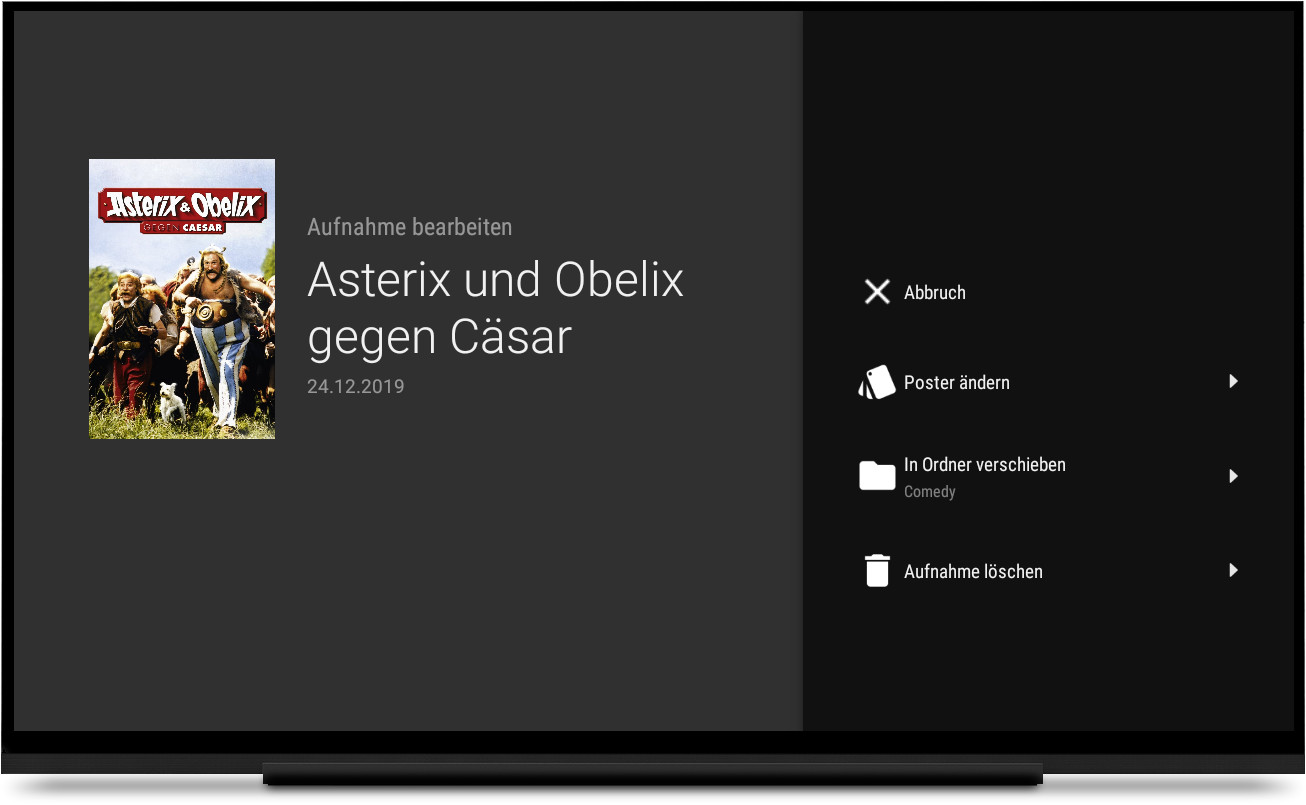 Asterix & Obelix
GEGEN CAESAR
Aufnahme bearbeiten
Asterix und Obelix
gegen Cäsar
24.12.2019
Abbruch
Poster ändern
In Ordner verschieben
Comedy
Aufnahme löschen